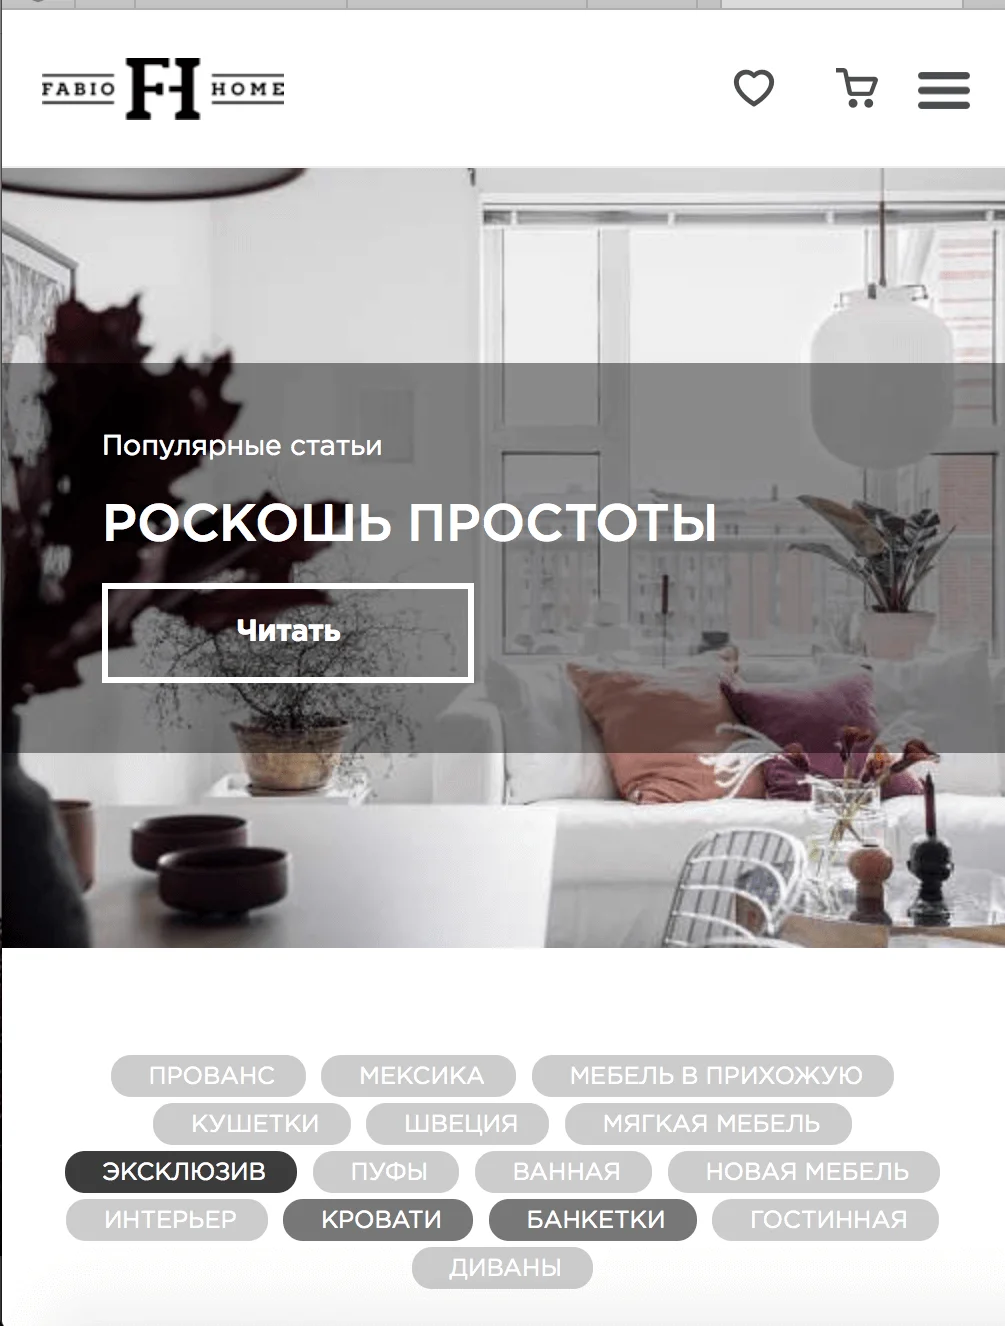 FABIO FH HOME
Популярные статьи
РОСКОШЬ ПРОСТОТЫ
Читать
ПРОВАНС МЕКСИКА МЕБЕЛЬ В ПРИХОЖУЮ
КУШЕТКИ ШВЕЦИЯ МЯГКАЯ МЕБЕЛЬ
ЭКСКЛЮЗИВ ПУФЫ ВАННАЯ НОВАЯ МЕБЕЛЬ
ИНТЕРЬЕР КРОВАТИ БАНКЕТКИ ГОСТИННАЯ
ДИВАНЫ